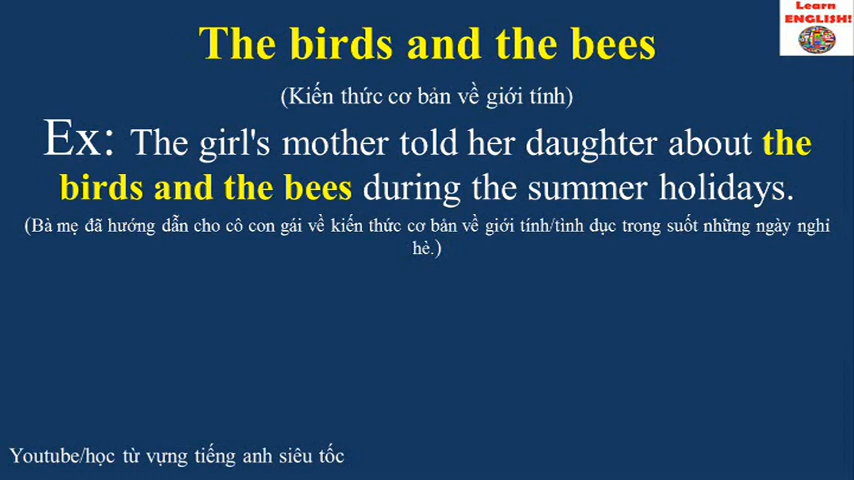 The birds and the bees
Learn
ENGLISH!
(Kiến thức cơ bản về giới tính)
Ex: The girl's mother told her daughter about the
birds and the bees during the summer holidays.
(Bà mẹ đã hướng dẫn cho cô con gái về kiến thức cơ bản về giới tính/tình dục trong suốt những ngày nghi
hè.)
Youtube/học từ vựng tiếng anh siêu tốc